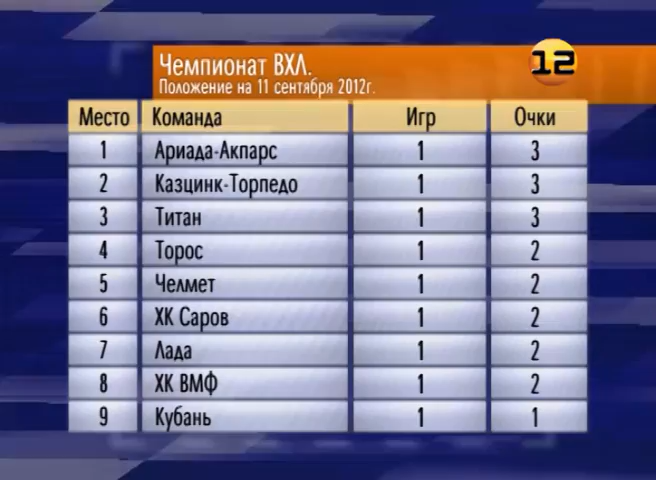 12
Чемпионат ВХЛ.
Положение на 11 сентября 2012г.
Место Команда Игр Очки
1 Ариада-Акпарс 1 3
2 Казцинк-Торпедо 1 3
3 Титан 1 3
4 Торос 1 2
5 Челмет 1 2
6 ХК Саров 1 2
7 Лада 1 2
8 ХК ВМФ 1 2
9 Кубань 1 1